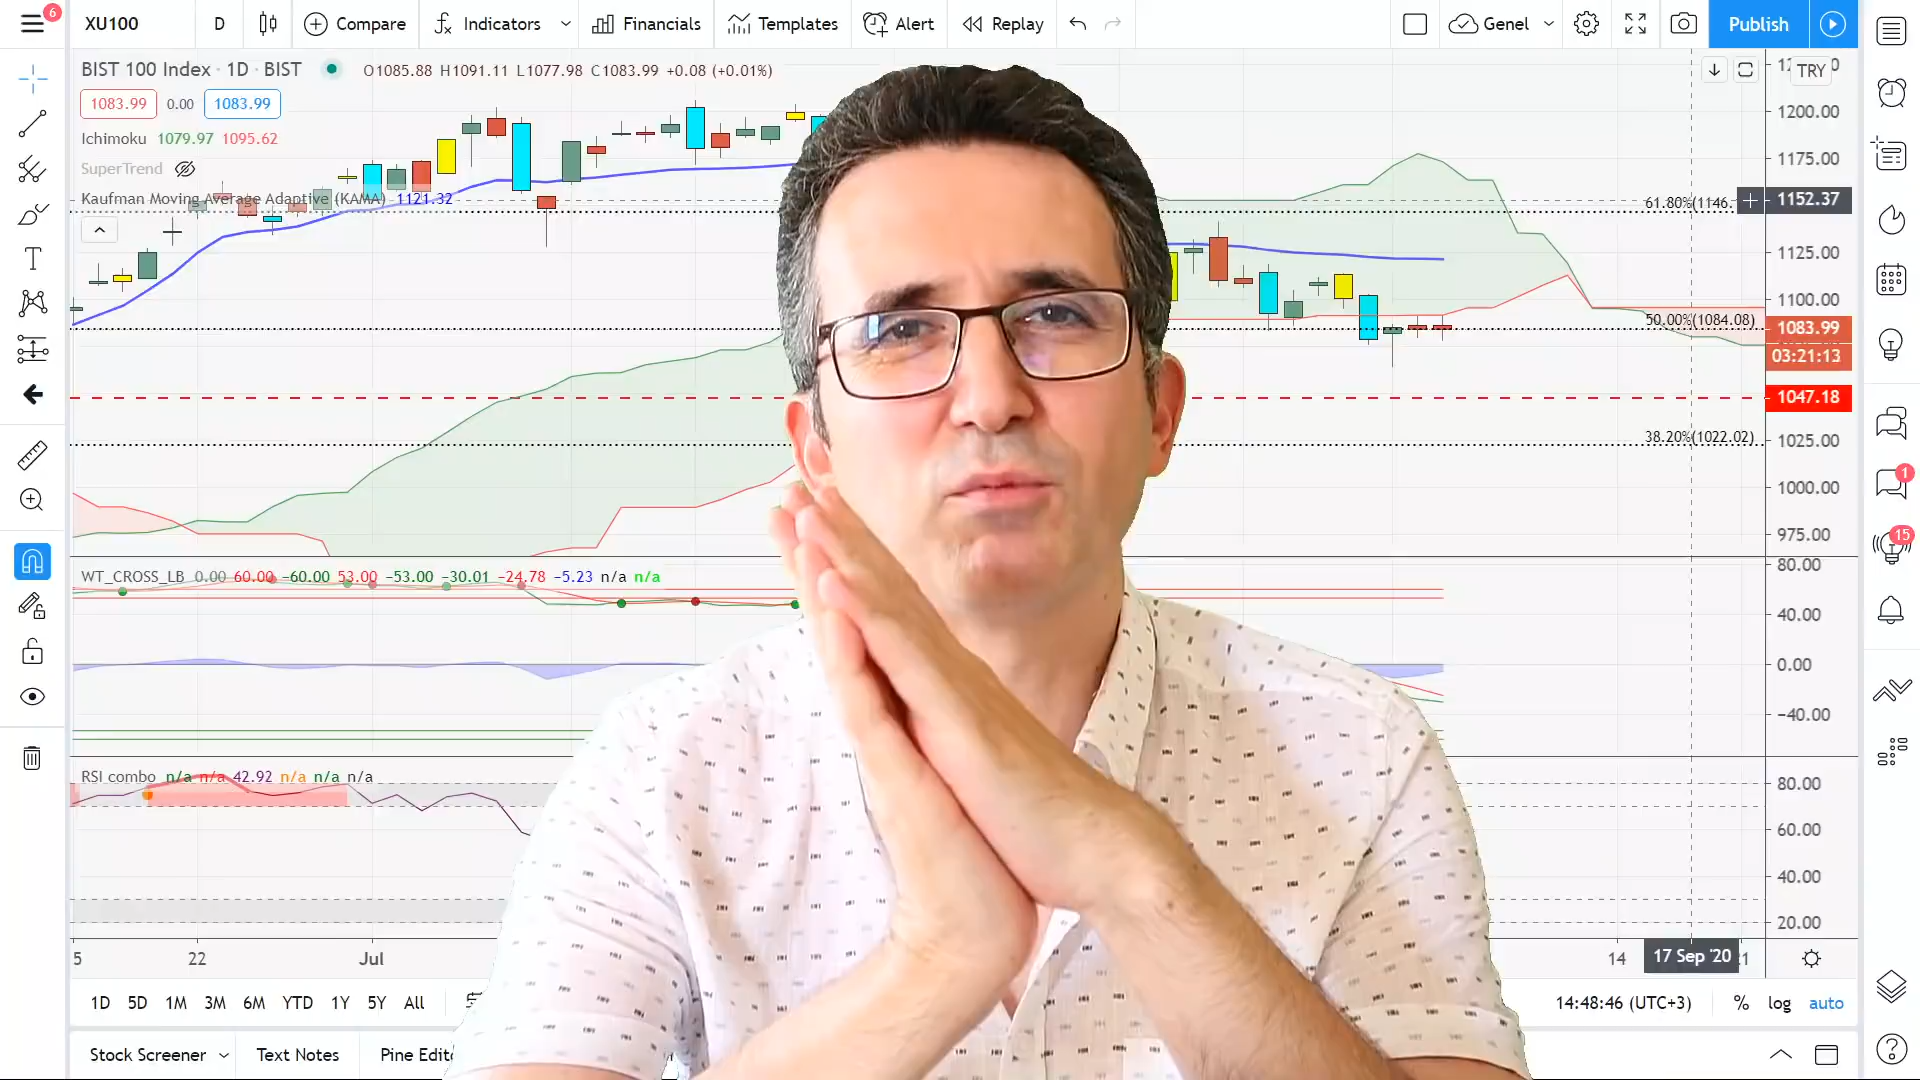 6
XU100 D Compare Indicators Financials Templates Alert Replay Genel Publish
BIST 100 Index · 1D · BIST O1085.88 H1091.11 L1077.98 C1083.99 +0.08 (+0.01%)
TRY
1083.99 0.00 1083.99
Ichimoku 1079.97 1095.62
SuperTrend
Kaufman Moving Average Adaptive (KAMA) 1121.32
1200.00
1175.00
61.80%(1146. 1152.37
1125.00
1100.00
50.00%(1084.08) 1083.99
03:21:13
1047.18
38.20%(1022.02) 1025.00
1000.00
975.00
1
15
WT_CROSS_LB 0.00 60.00 −60.00 53.00 −53.00 −30.01 −24.78 −5.23 n/a n/a
80.00
40.00
0.00
−40.00
RSI combo n/a n/a 42.92 n/a n/a n/a
80.00
60.00
40.00
20.00
5 22 Jul 14 17 Sep '20
1D 5D 1M 3M 6M YTD 1Y 5Y All 14:48:46 (UTC+3) % log auto
Stock Screener Text Notes Pine